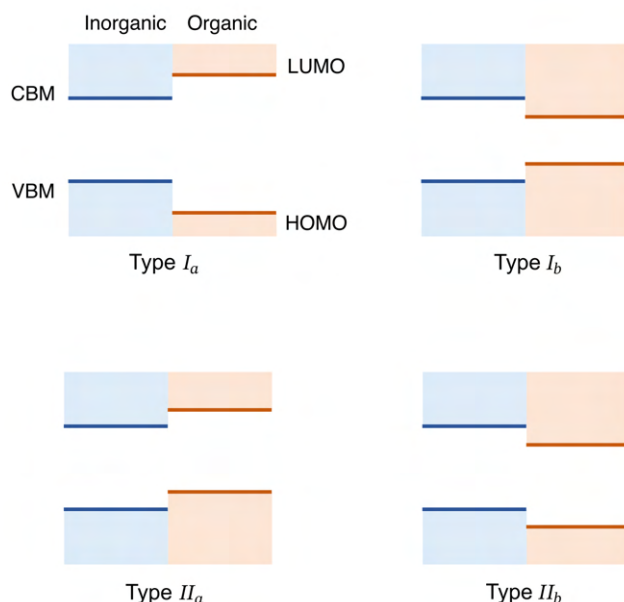 Inorganic Organic
LUMO
CBM
VBM
HOMO
Type I_a
Type I_b
Type II_a
Type II_b